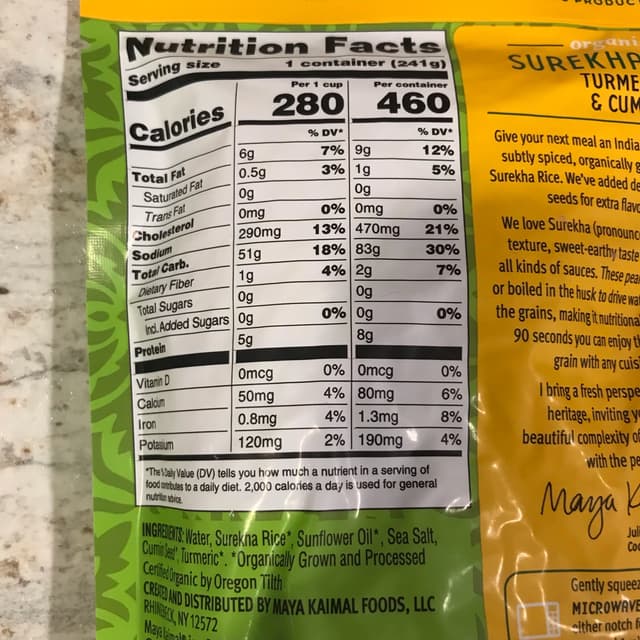 Nutrition Facts
Serving size 1 container (241g)
Per 1 cup Per container
Calories 280 460
% DV* % DV*
Total Fat 6g 7% 9g 12%
Saturated Fat 0.5g 3% 1g 5%
Trans Fat 0g 0g
Cholesterol 0mg 0% 0mg 0%
Sodium 290mg 13% 470mg 21%
Total Carb. 51g 18% 83g 30%
Dietary Fiber 1g 4% 2g 7%
Total Sugars 0g 0g
Incl. Added Sugars 0g 0% 0g 0%
Protein 5g 8g
Vitamin D 0mcg 0% 0mcg 0%
Calcium 50mg 4% 80mg 6%
Iron 0.8mg 4% 1.3mg 8%
Potassium 120mg 2% 190mg 4%
*The % Daily Value (DV) tells you how much a nutrient in a serving of
food contributes to a daily diet. 2,000 calories a day is used for general
nutrition advice.
INGREDIENTS: Water, Surekha Rice*, Sunflower Oil*, Sea Salt,
Cumin Seed*, Turmeric*. *Organically Grown and Processed
Certified Organic by Oregon Tilth
CREATED AND DISTRIBUTED BY MAYA KAIMAL FOODS, LLC
RHINEBECK, NY 12572
organi
SUREKHA
TURME
& CUM
Give your next meal an India
subtly spiced, organically g
Surekha Rice. We've added de
seeds for extra flavo
We love Surekha (pronounc
texture, sweet-earthy taste
all kinds of sauces. These pea
or boiled in the husk to drive wa
the grains, making it nutritiona
90 seconds you can enjoy th
grain with any cuis
I bring a fresh perspe
heritage, inviting y
beautiful complexity of
with the pe
Maya K
Gently squeez
MICROWAVE
either notch